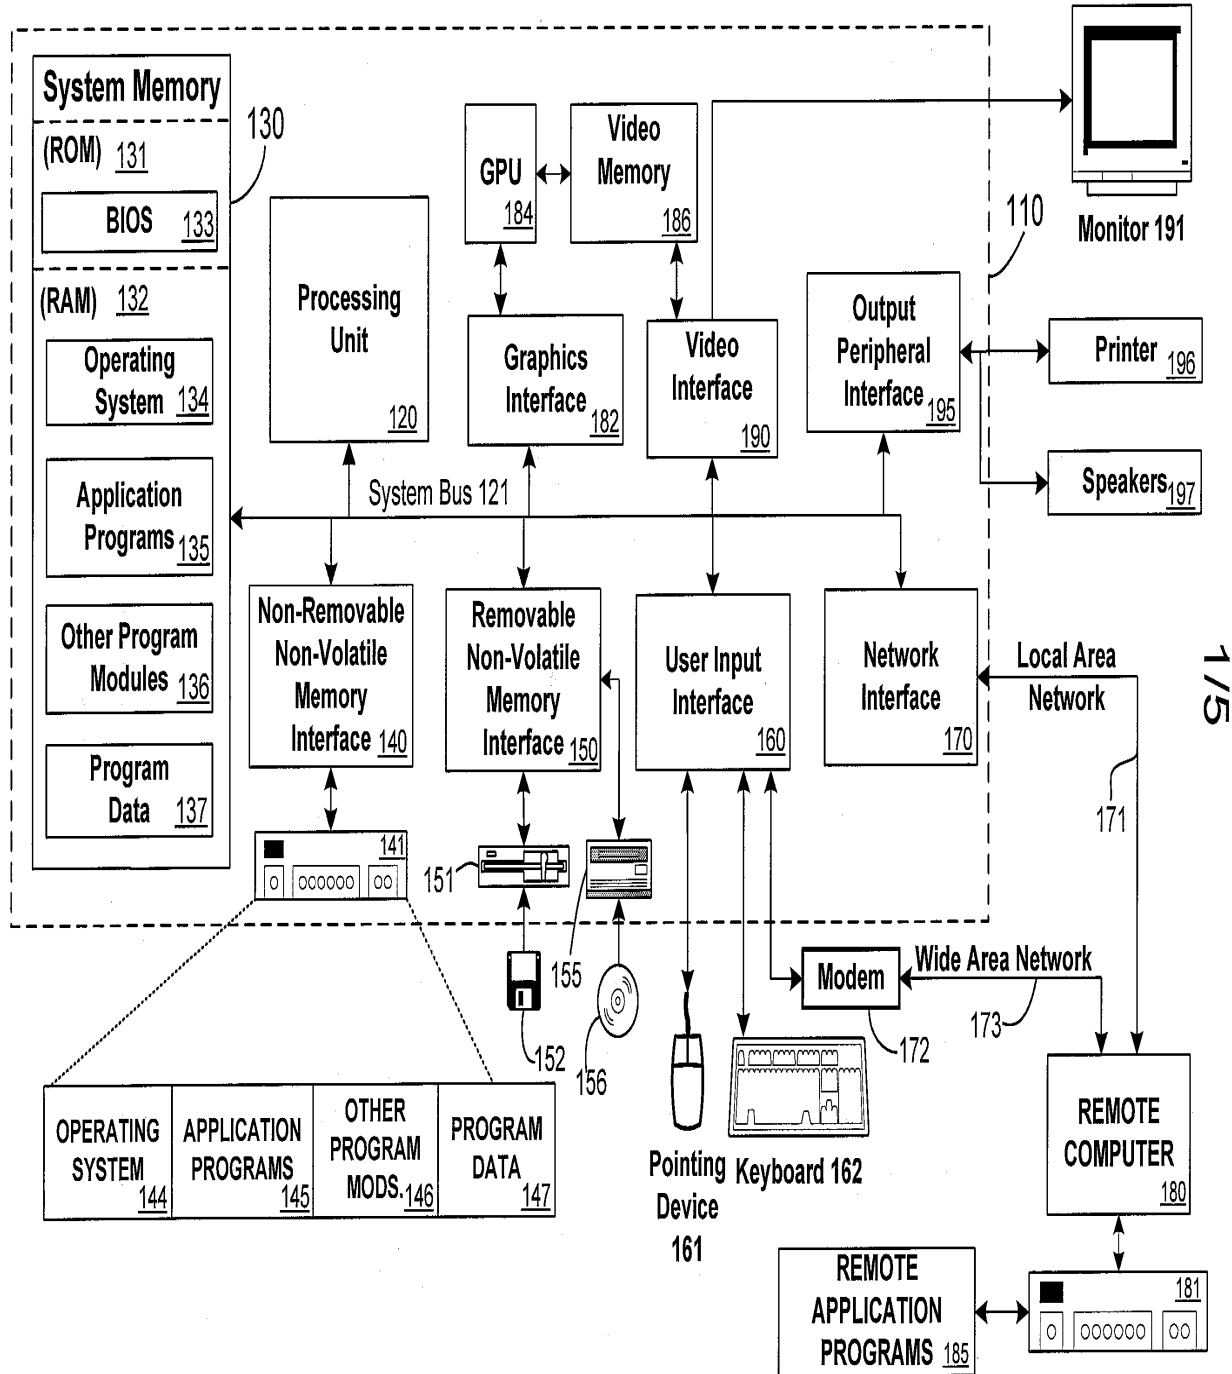 System Memory
(ROM) 131
BIOS 133
130
(RAM) 132
Operating
System 134
Application
Programs 135
Other Program
Modules 136
Program
Data 137
Processing
Unit
120
GPU
184
Video
Memory
186
Graphics
Interface
182
Video
Interface
190
Output
Peripheral
Interface
195
110
Monitor 191
Printer
196
Speakers
197
System Bus 121
Non-Removable
Non-Volatile
Memory
Interface 140
Removable
Non-Volatile
Memory
Interface 150
User Input
Interface
160
Network
Interface
170
Local Area
Network
171
1/5
141
151
155
152
156
Modem
172
Wide Area Network
173
OPERATING
SYSTEM
144
APPLICATION
PROGRAMS
145
OTHER
PROGRAM
MODS. 146
PROGRAM
DATA
147
Pointing
Device
161
Keyboard 162
REMOTE
COMPUTER
180
REMOTE
APPLICATION
PROGRAMS 185
181